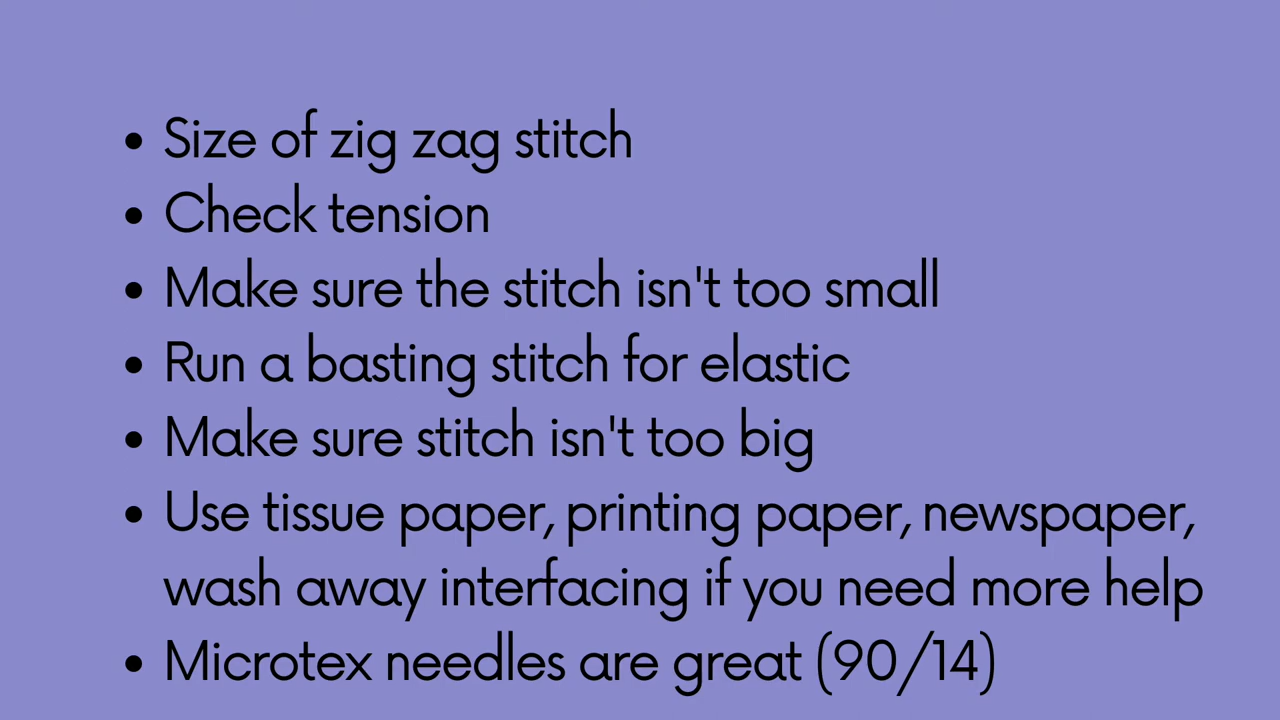 • Size of zig zag stitch
• Check tension
• Make sure the stitch isn't too small
• Run a basting stitch for elastic
• Make sure stitch isn't too big
• Use tissue paper, printing paper, newspaper,
wash away interfacing if you need more help
• Microtex needles are great (90/14)